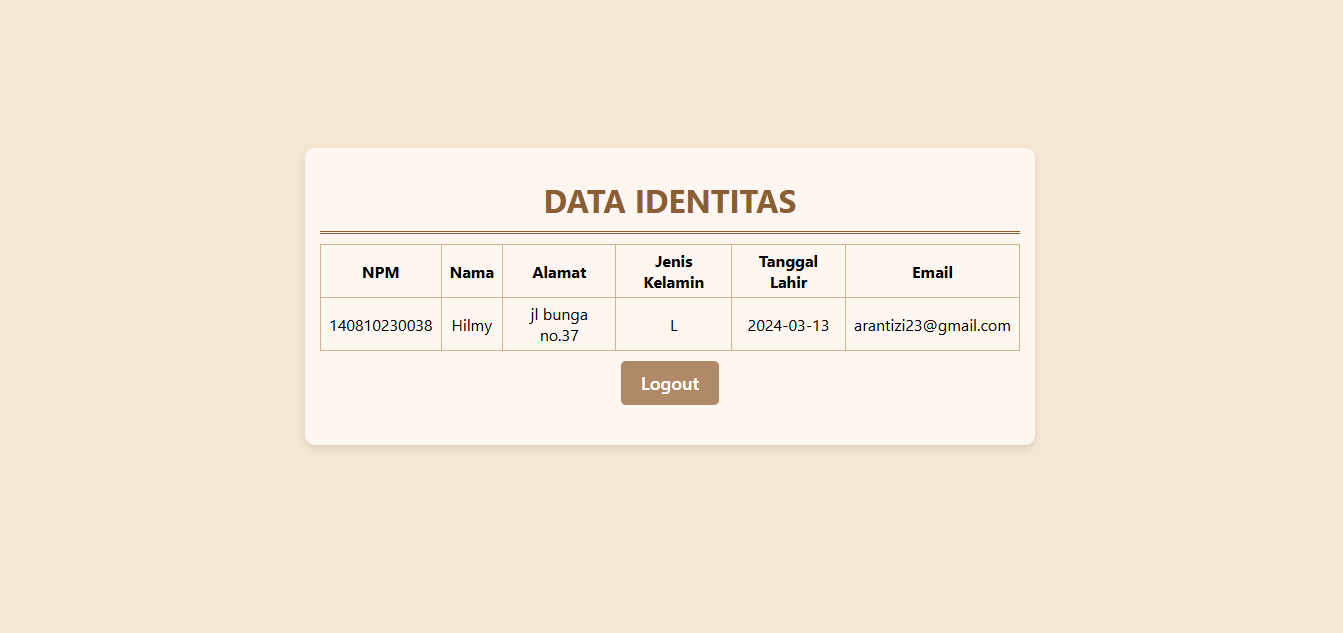 DATA IDENTITAS
NPM Nama Alamat Jenis Kelamin Tanggal Lahir Email
140810230038 Hilmy jl bunga no.37 L 2024-03-13 arantizi23@gmail.com
Logout